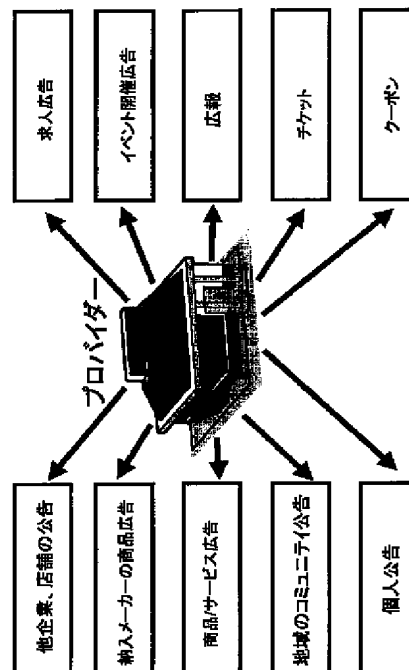 プロバイダー
求人広告
イベント開催広告
広報
チケット
クーポン
他企業、店舗の公告
納入メーカーの商品広告
商品/サービス広告
地域のコミュニティ公告
個人公告